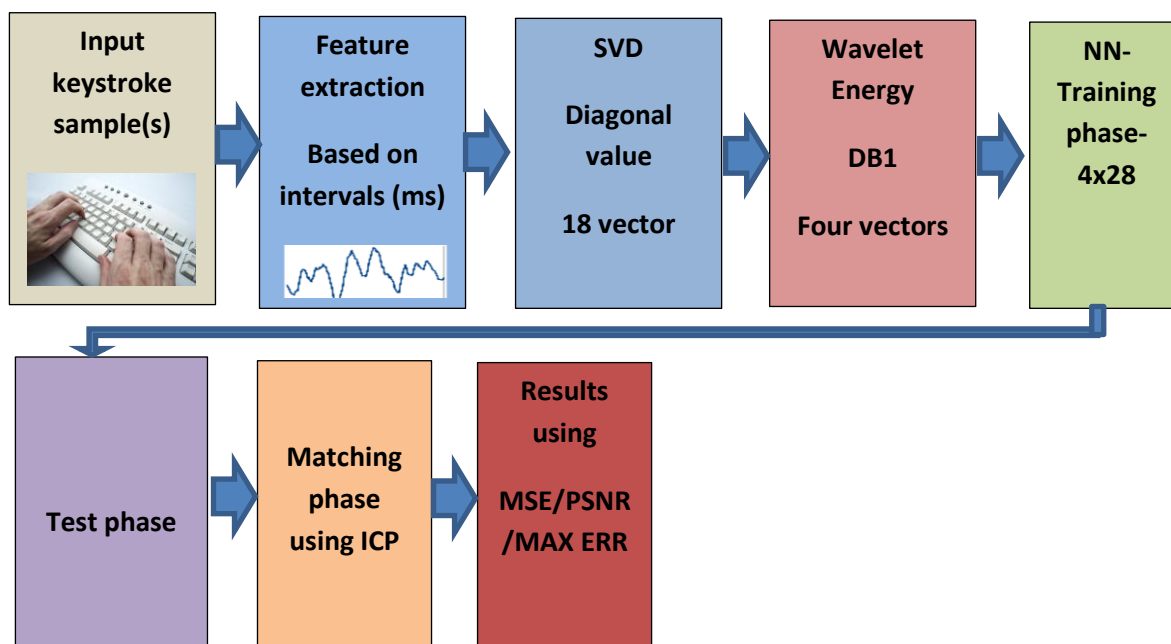 Input
keystroke
sample(s)
Feature
extraction
Based on
intervals (ms)
SVD
Diagonal
value
18 vector
Wavelet
Energy
DB1
Four vectors
NN-
Training
phase-
4x28
Test phase
Matching
phase
using ICP
Results
using
MSE/PSNR
/MAX ERR